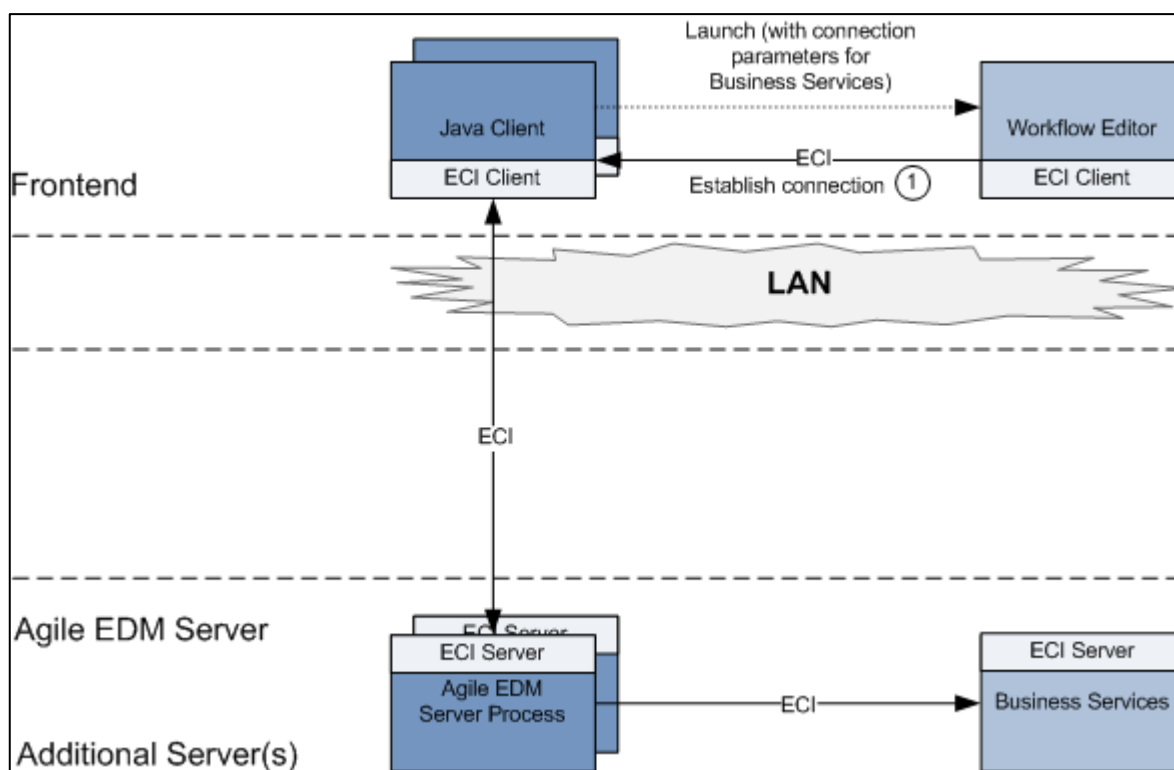 Launch (with connection
parameters for
Business Services)
Java Client
Workflow Editor
ECI
Frontend
ECI Client
Establish connection 1
ECI Client
LAN
ECI
Agile EDM Server
ECI Server
ECI Server
ECI Server
Agile EDM
Server Process
ECI
Business Services
Additional Server(s)